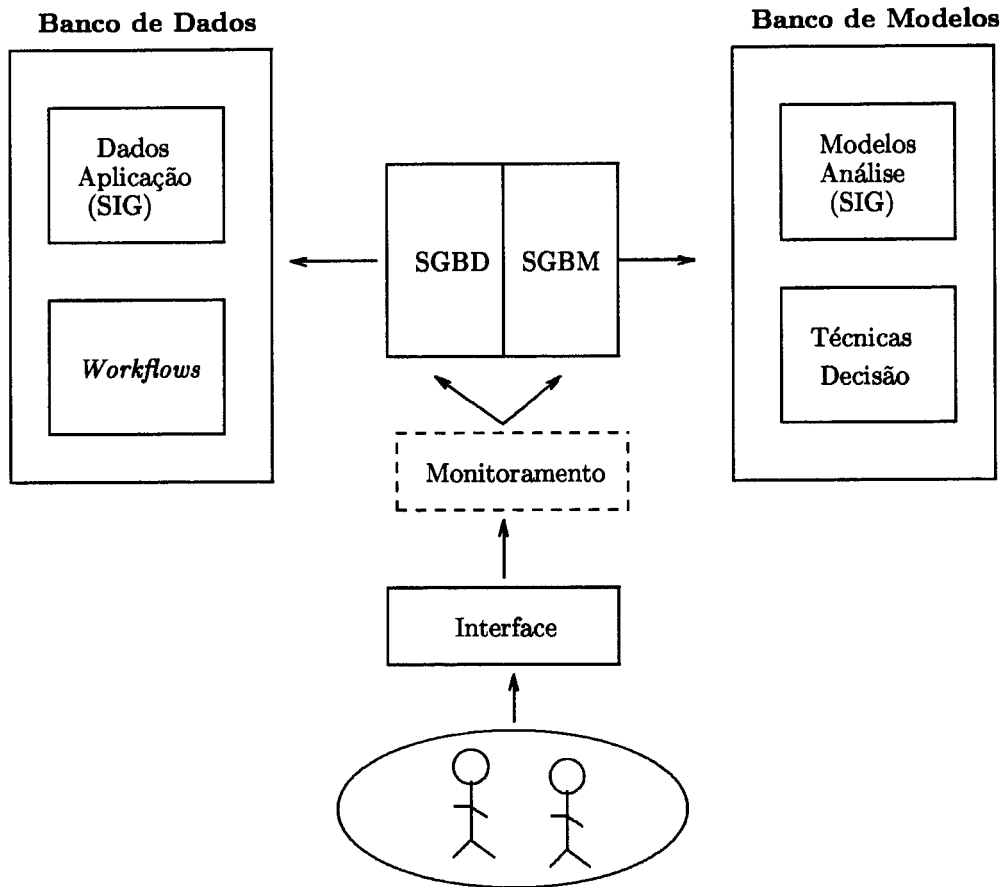 Banco de Dados
Banco de Modelos
Dados
Aplicação
(SIG)
Workflows
SGBD
SGBM
Modelos
Análise
(SIG)
Técnicas
Decisão
Monitoramento
Interface